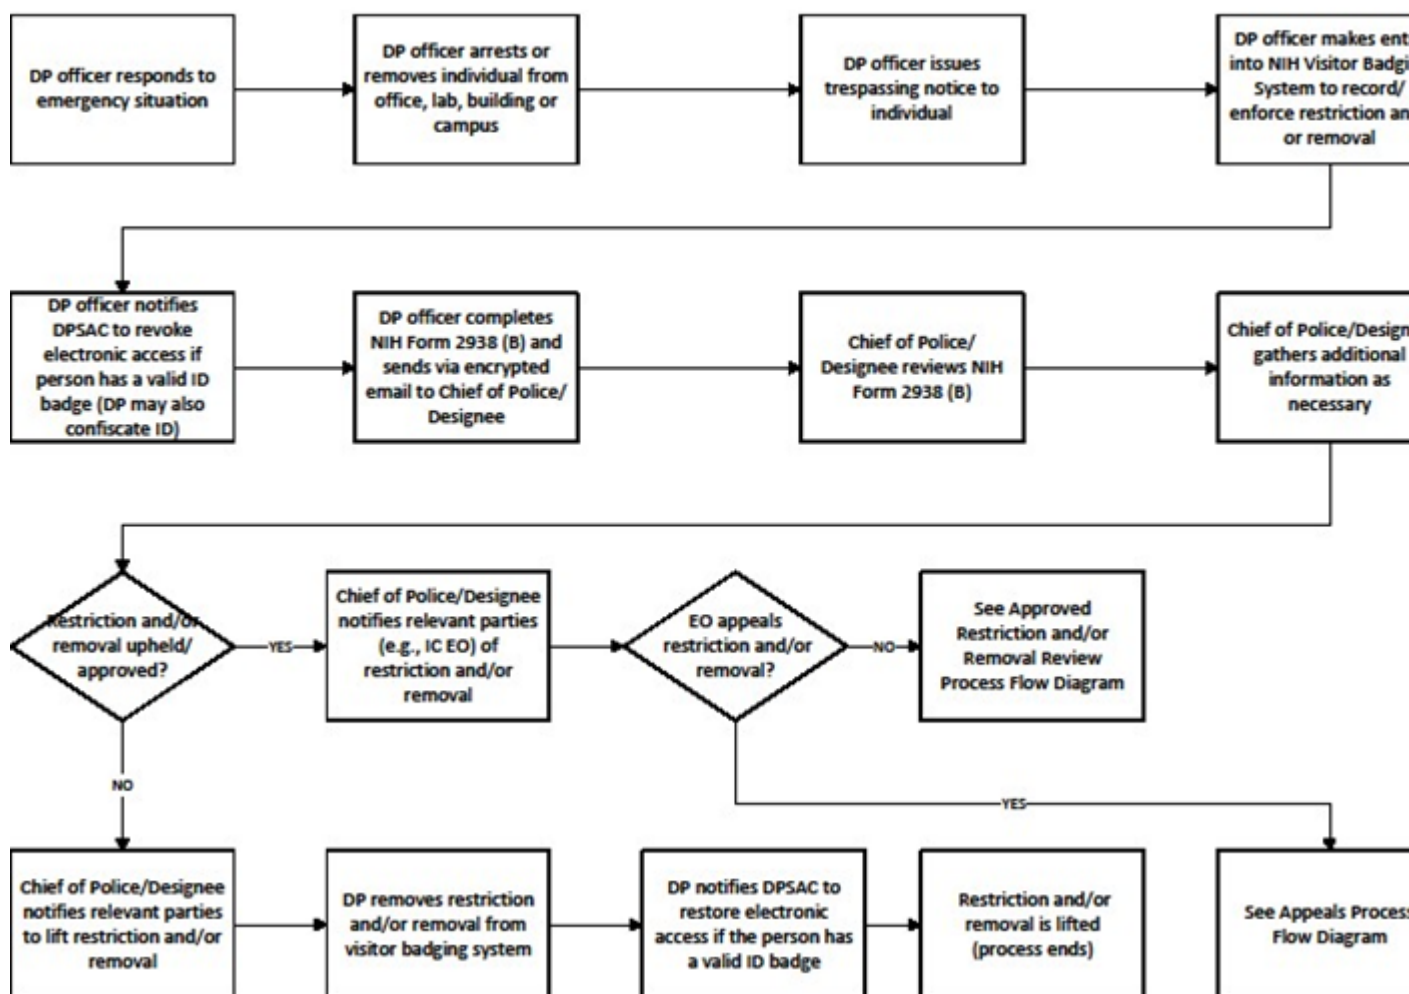 DP officer responds to
emergency situation
DP officer arrests or
removes individual from
office, lab, building or
campus
DP officer issues
trespassing notice to
individual
DP officer makes
into NIH Visitor
System to record/
enforce restriction
or removal
DP officer notifies
DPSAC to revoke
electronic access if
person has a valid ID
badge (DP may also
confiscate ID)
DP officer completes
NIH Form 2938 (B) and
sends via encrypted
email to Chief of Police/
Designee
Chief of Police/
Designee reviews NIH
Form 2938 (B)
Chief of
gathers additional
information as
necessary
Restriction and/or
removal upheld/
approved?
YES
Chief of Police/Designee
notifies relevant parties
(e.g., IC EO) of
restriction and/or
removal
EO appeals
restriction and/or
removal?
NO
See Approved
Restriction and/or
Removal Review
Process Flow Diagram
NO
YES
Chief of Police/Designee
notifies relevant parties
to lift restriction and/or
removal
DP removes restriction
and/or removal from
visitor badging system
DP notifies DPSAC to
restore electronic
access if the person has
a valid ID badge
Restriction and/or
removal is lifted
(process ends)
See Appeals Process
Flow Diagram